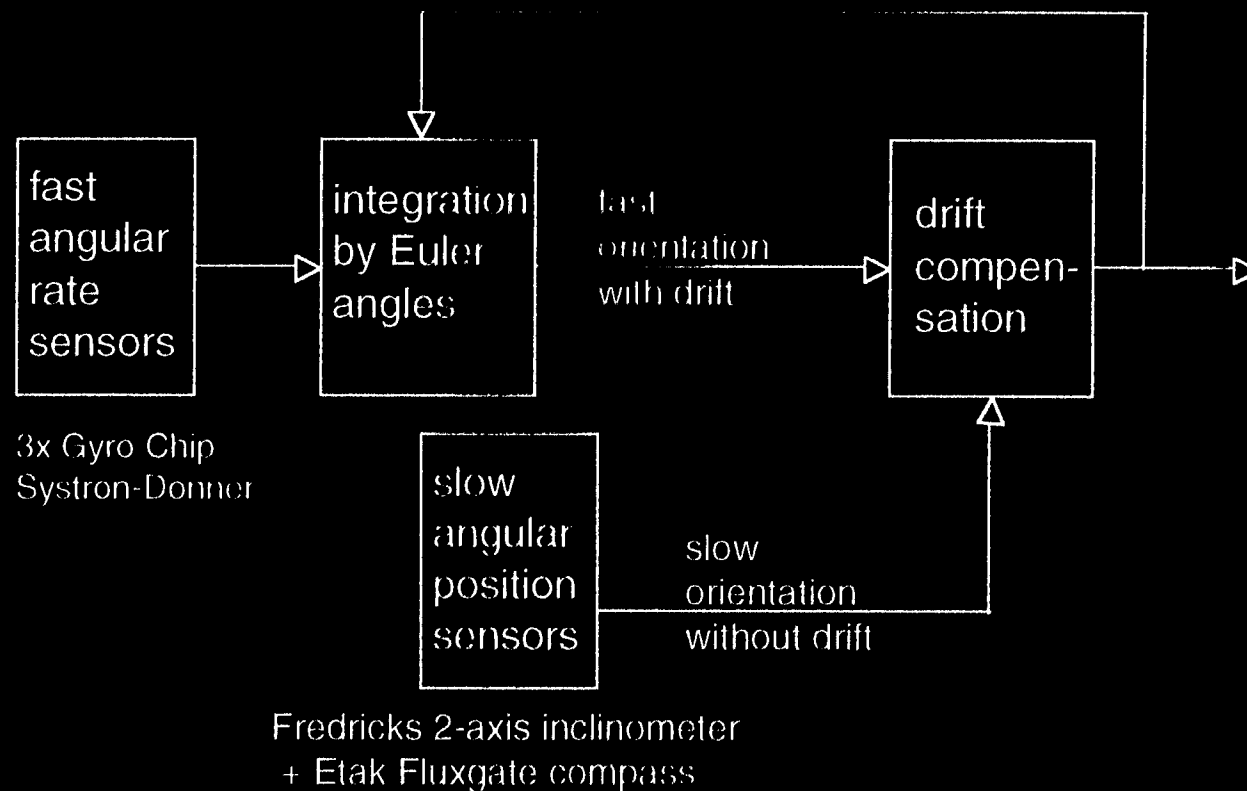 fast
angular
rate
sensors
integration
by Euler
angles
fast
orientation
with drift
drift
compen-
sation
3x Gyro Chip
Systron-Donner
slow
angular
position
sensors
slow
orientation
without drift
Fredricks 2-axis inclinometer
+ Etak Fluxgate compass